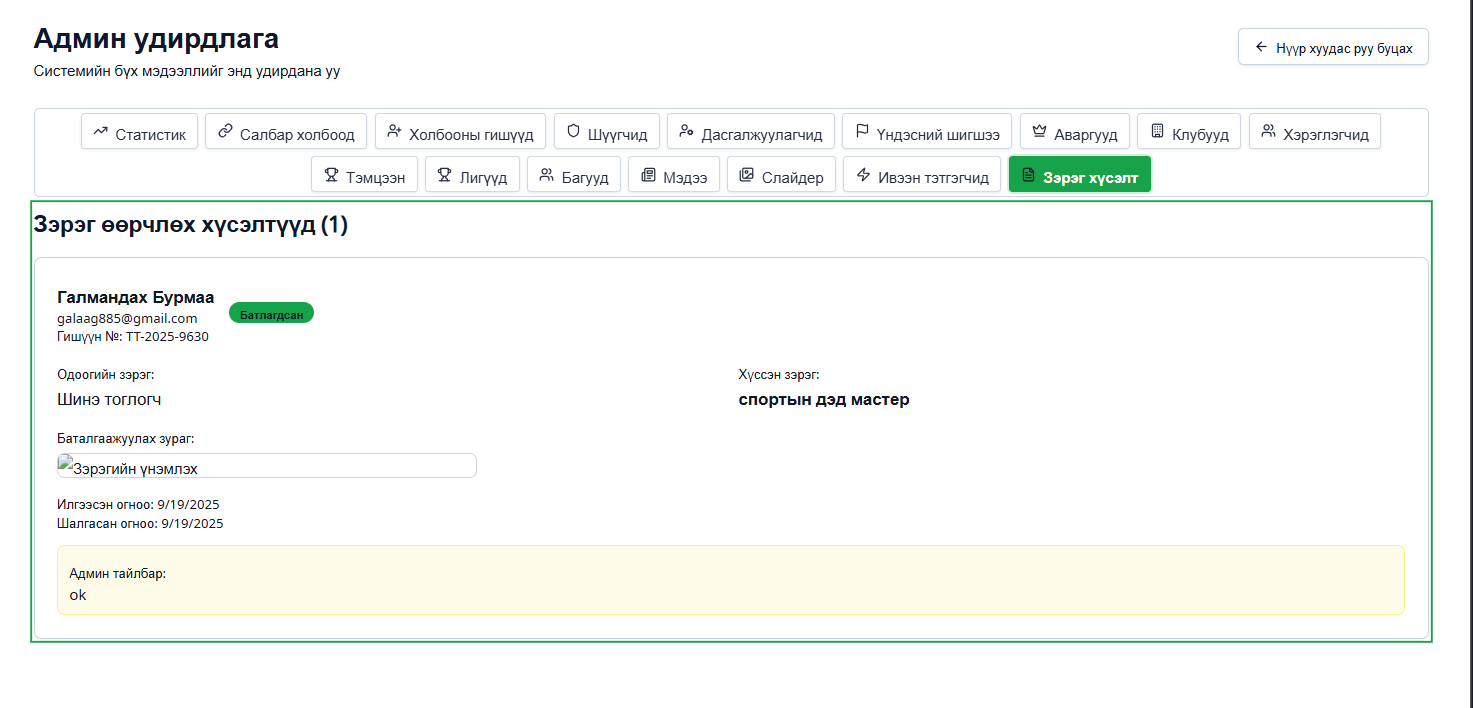 Админ удирдлага
Системийн бүх мэдээллийг энд удирдана уу
Нүүр хуудас руу буцах
Статистик Салбар холбоод Холбооны гишүүд Шүүгчид Дасгалжуулагчид Үндэсний шигшээ Аваргууд Клубууд Хэрэглэгчид
Тэмцээн Лигүүд Багууд Мэдээ Слайдер Ивээн тэтгэгчид Зэрэг хүсэлт
Зэрэг өөрчлөх хүсэлтүүд (1)
Галмандах Бурмаа
galaag885@gmail.com
Батлагдсан
Гишүүн №: TT-2025-9630
Одоогийн зэрэг:
Шинэ тоглогч
Хүссэн зэрэг:
спортын дэд мастер
Баталгаажуулах зураг:
Зэрэгийн үнэмлэх
Илгээсэн огноо: 9/19/2025
Шалгасан огноо: 9/19/2025
Админ тайлбар:
ok